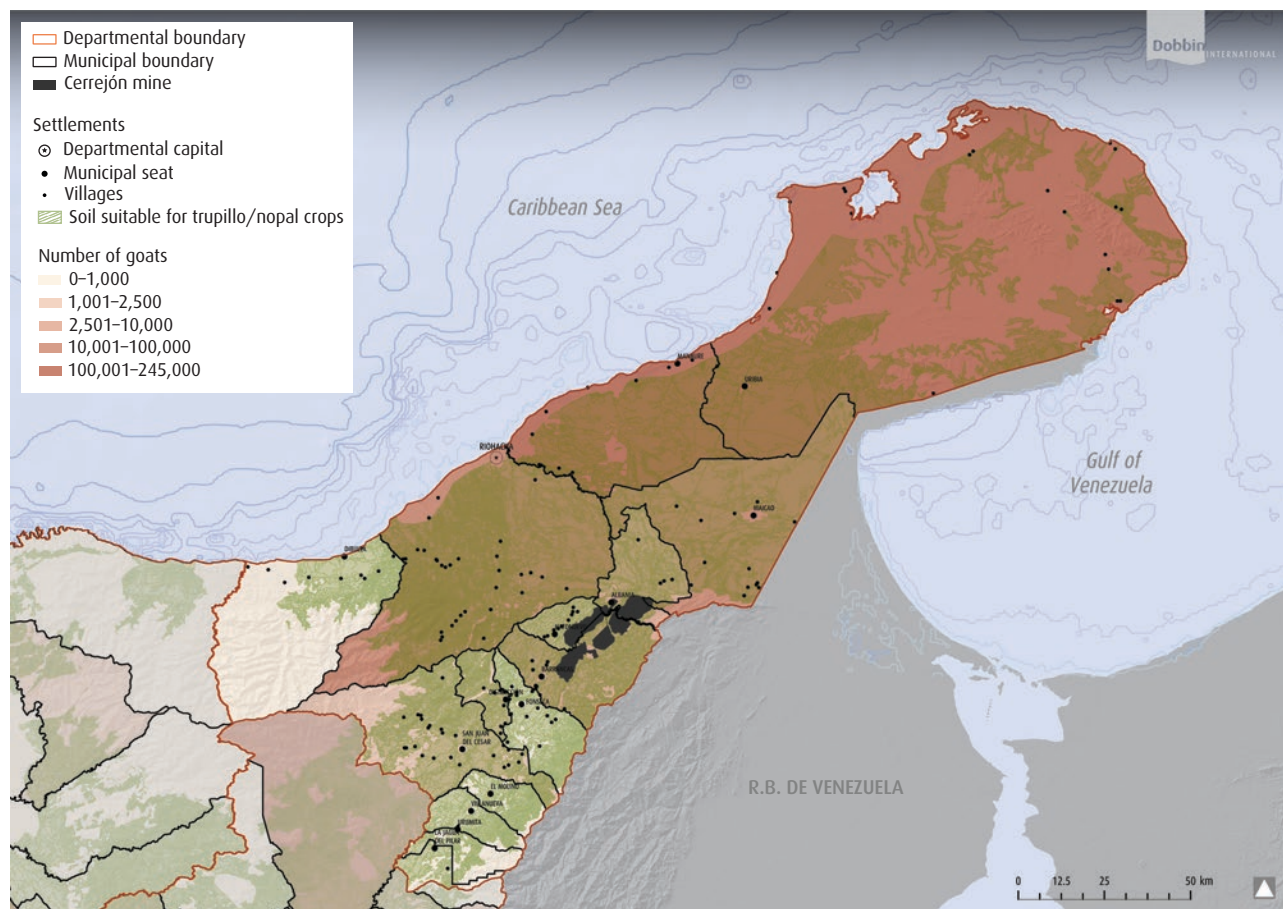 Departmental boundary
Municipal boundary
Cerrejón mine
Settlements
Departmental capital
Municipal seat
Villages
Soil suitable for trupillo/nopal crops
Number of goats
0–1,000
1,001–2,500
2,501–10,000
10,001–100,000
100,001–245,000
Dobbin INTERNATIONAL
Caribbean Sea
MANAURE
URIBIA
RIOHACHA
Gulf of
Venezuela
MAICAO
DIBULLA
ALBANIA
BARRANCAS
FONSECA
SAN JUAN
DEL CESAR
EL MOLINO
VILLANUEVA
URUMITA
LA JAGUA
DEL PILAR
R.B. DE VENEZUELA
0 12.5 25 50 km